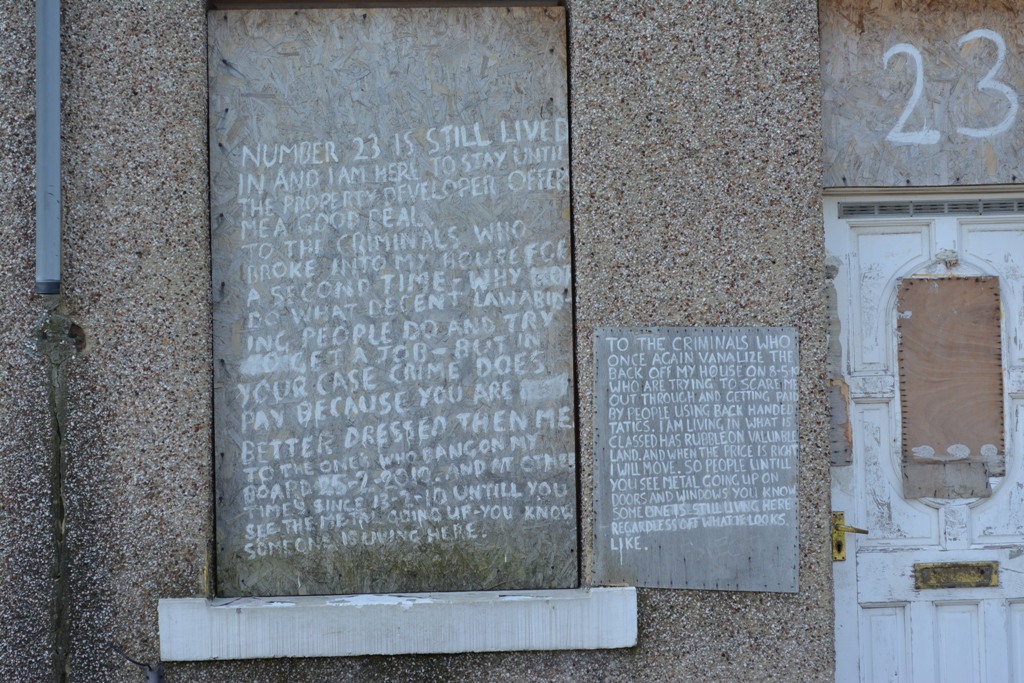 NUMBER 23 IS STILL LIVED
IN AND I AM HERE TO STAY UNTIL
THE PROPERTY DEVELOPER OFFER
ME A GOOD DEAL.
TO THE CRIMINALS WHO
BROKE INTO MY HOUSE FOR
A SECOND TIME - WHY NOT
DO WHAT DECENT LAWABID
ING PEOPLE DO AND TRY
GET A JOB - BUT IN
YOUR CASE CRIME DOES
PAY BECAUSE YOU ARE
BETTER DRESSED THEN ME
TO THE ONES WHO BANG ON MY
BOARD 25-2-2010-AND AT OTHER
TIMES SINCE 13-2-10 UNTILL YOU
SEE THE METAL GOING UP-YOU KNOW
SOMEONE IS LIVING HERE.
TO THE CRIMINALS WHO
ONCE AGAIN VANALIZE THE
BACK OFF MY HOUSE ON 8-5-10
WHO ARE TRYING TO SCARE ME
OUT THROUGH AND GETTING PAID
BY PEOPLE USING BACK HANDED
TATICS. I AM LIVING IN WHAT IS
CLASSED HAS RUBBLE ON VALUABLE
LAND. AND WHEN THE PRICE IS RIGHT
I WILL MOVE. SO PEOPLE UNTILL
YOU SEE METAL GOING UP ON
DOORS AND WINDOWS YOU KNOW
SOME ONE IS STILL LIVING HERE
REGARDLESS OFF WHAT IT LOOKS
LIKE.
23